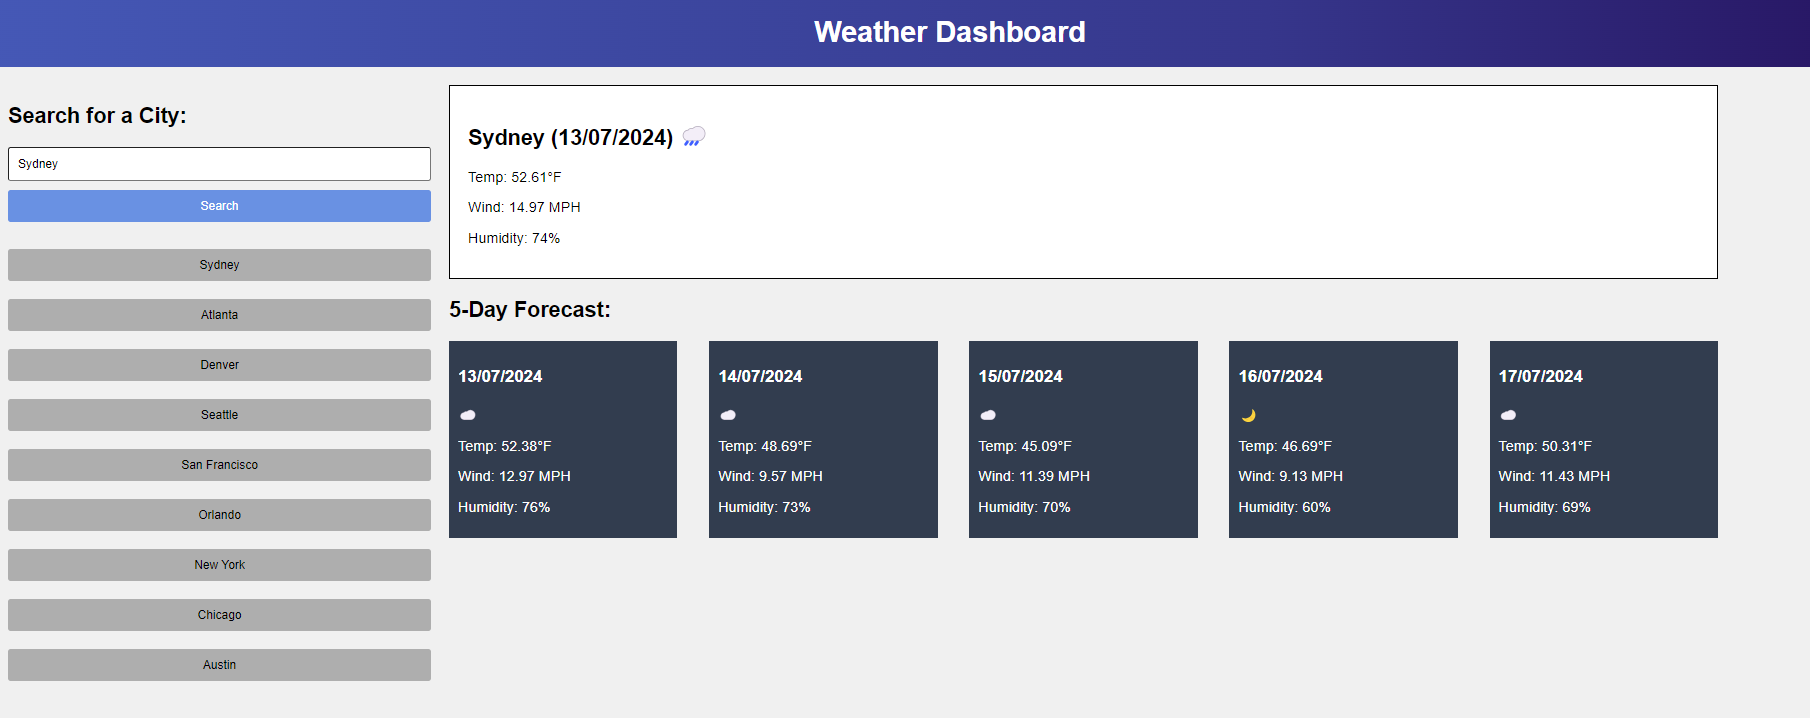 Weather Dashboard
Search for a City:
Sydney
Search
Sydney
Atlanta
Denver
Seattle
San Francisco
Orlando
New York
Chicago
Austin
Sydney (13/07/2024)
Temp: 52.61°F
Wind: 14.97 MPH
Humidity: 74%
5-Day Forecast:
13/07/2024
Temp: 52.38°F
Wind: 12.97 MPH
Humidity: 76%
14/07/2024
Temp: 48.69°F
Wind: 9.57 MPH
Humidity: 73%
15/07/2024
Temp: 45.09°F
Wind: 11.39 MPH
Humidity: 70%
16/07/2024
Temp: 46.69°F
Wind: 9.13 MPH
Humidity: 60%
17/07/2024
Temp: 50.31°F
Wind: 11.43 MPH
Humidity: 69%